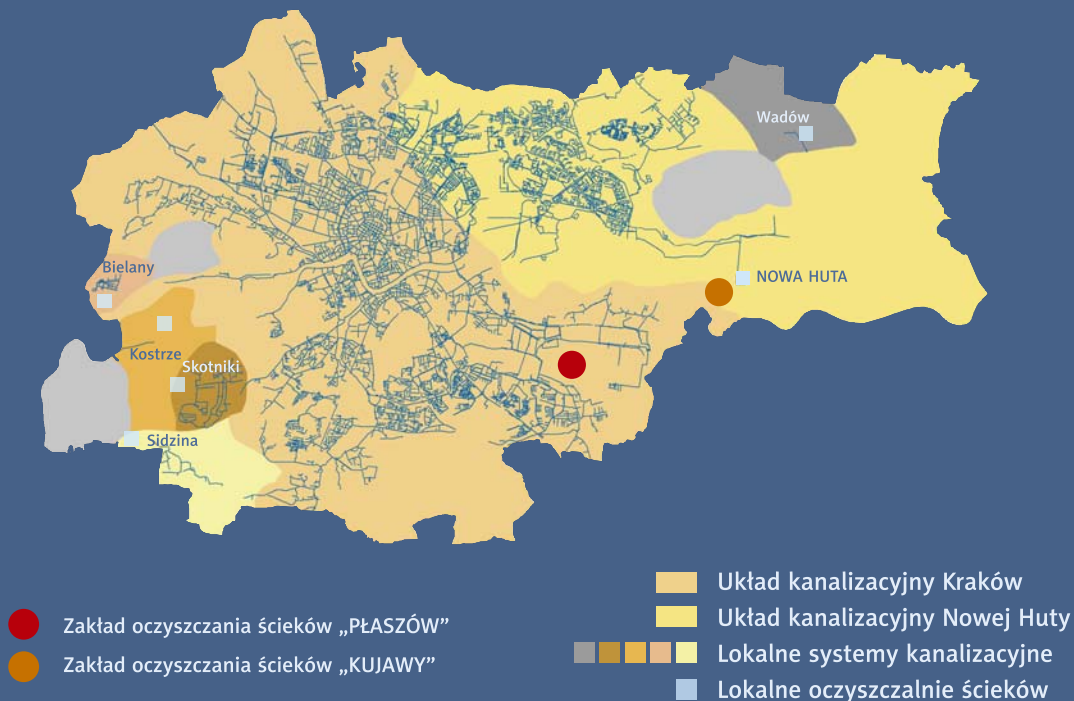 Wadów
Bielany
NOWA HUTA
Kostrze
Skotniki
Sidzina
Układ kanalizacyjny Kraków
Układ kanalizacyjny Nowej Huty
Lokalne systemy kanalizacyjne
Lokalne oczyszczalnie ścieków
Zakład oczyszczania ścieków „PŁASZÓW”
Zakład oczyszczania ścieków „KUJAWY”